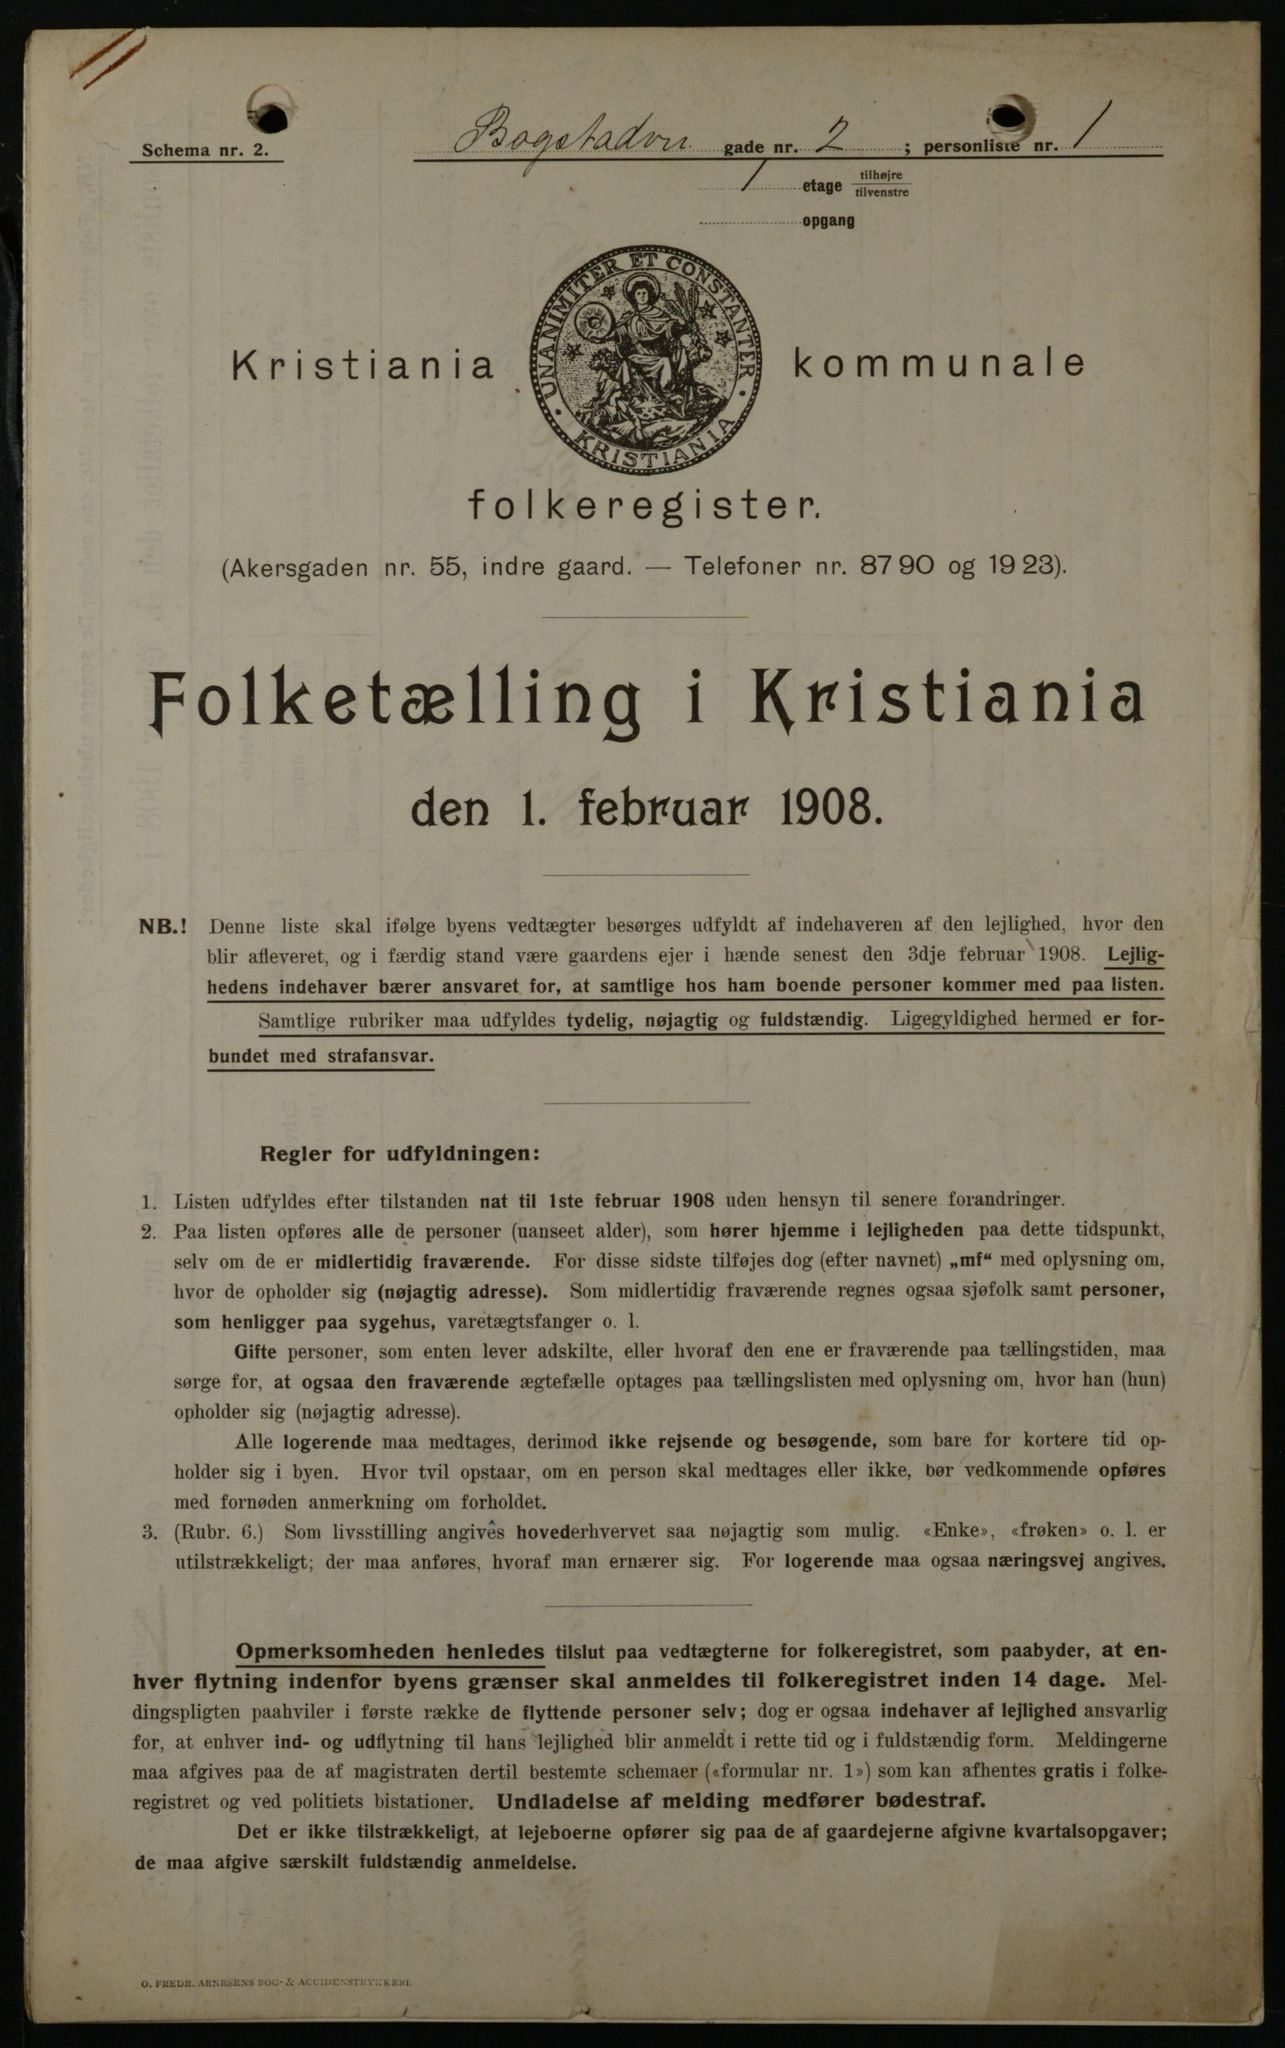 Schema nr. 2.
Bogstadvn gade nr. 2 ; personliste nr. 1
1 etage tilhøjre
tilvenstre
opgang
UNANIMITER ET CONSTANTER
KRISTIANIA
Kristiania kommunale
folkeregister.
(Akersgaden nr. 55, indre gaard. — Telefoner nr. 87 90 og 19 23).
Folketælling i Kristiania
den 1. februar 1908.
NB.! Denne liste skal ifølge byens vedtægter besørges udfyldt af indehaveren af den lejlighed, hvor den
blir afleveret, og i færdig stand være gaardens ejer i hænde senest den 3dje februar 1908. Lejlig-
hedens indehaver bærer ansvaret for, at samtlige hos ham boende personer kommer med paa listen.
Samtlige rubriker maa udfyldes tydelig, nøjagtig og fuldstændig. Ligegyldighed hermed er for-
bundet med strafansvar.
Regler for udfyldningen:
1. Listen udfyldes efter tilstanden nat til 1ste februar 1908 uden hensyn til senere forandringer.
2. Paa listen opføres alle de personer (uanseet alder), som hører hjemme i lejligheden paa dette tidspunkt,
selv om de er midlertidig fraværende. For disse sidste tilføjes dog (efter navnet) „mf“ med oplysning om,
hvor de opholder sig (nøjagtig adresse). Som midlertidig fraværende regnes ogsaa sjøfolk samt personer,
som henligger paa sygehus, varetægtsfanger o. l.
Gifte personer, som enten lever adskilte, eller hvoraf den ene er fraværende paa tællingstiden, maa
sørge for, at ogsaa den fraværende ægtefælle optages paa tællingslisten med oplysning om, hvor han (hun)
opholder sig (nøjagtig adresse).
Alle logerende maa medtages, derimod ikke rejsende og besøgende, som bare for kortere tid op-
holder sig i byen. Hvor tvil opstaar, om en person skal medtages eller ikke, bør vedkommende opføres
med fornøden anmerkning om forholdet.
3. (Rubr. 6.) Som livsstilling angives hovederhvervet saa nøjagtig som mulig. «Enke», «frøken» o. l. er
utilstrækkeligt; der maa anføres, hvoraf man ernærer sig. For logerende maa ogsaa næringsvej angives.
Opmerksomheden henledes tilslut paa vedtægterne for folkeregistret, som paabyder, at en-
hver flytning indenfor byens grænser skal anmeldes til folkeregistret inden 14 dage. Mel-
dingspligten paahviler i første række de flyttende personer selv; dog er ogsaa indehaver af lejlighed ansvarlig
for, at enhver ind- og udflytning til hans lejlighed blir anmeldt i rette tid og i fuldstændig form. Meldingerne
maa afgives paa de af magistraten dertil bestemte schemaer («formular nr. 1») som kan afhentes gratis i folke-
registret og ved politiets bistationer. Undladelse af melding medfører bødestraf.
Det er ikke tilstrækkeligt, at lejeboerne opfører sig paa de af gaardejerne afgivne kvartalsopgaver;
de maa afgive særskilt fuldstændig anmeldelse.
O. FREDR. ARNESENS BOG- & ACCIDENSTRYKKERI.